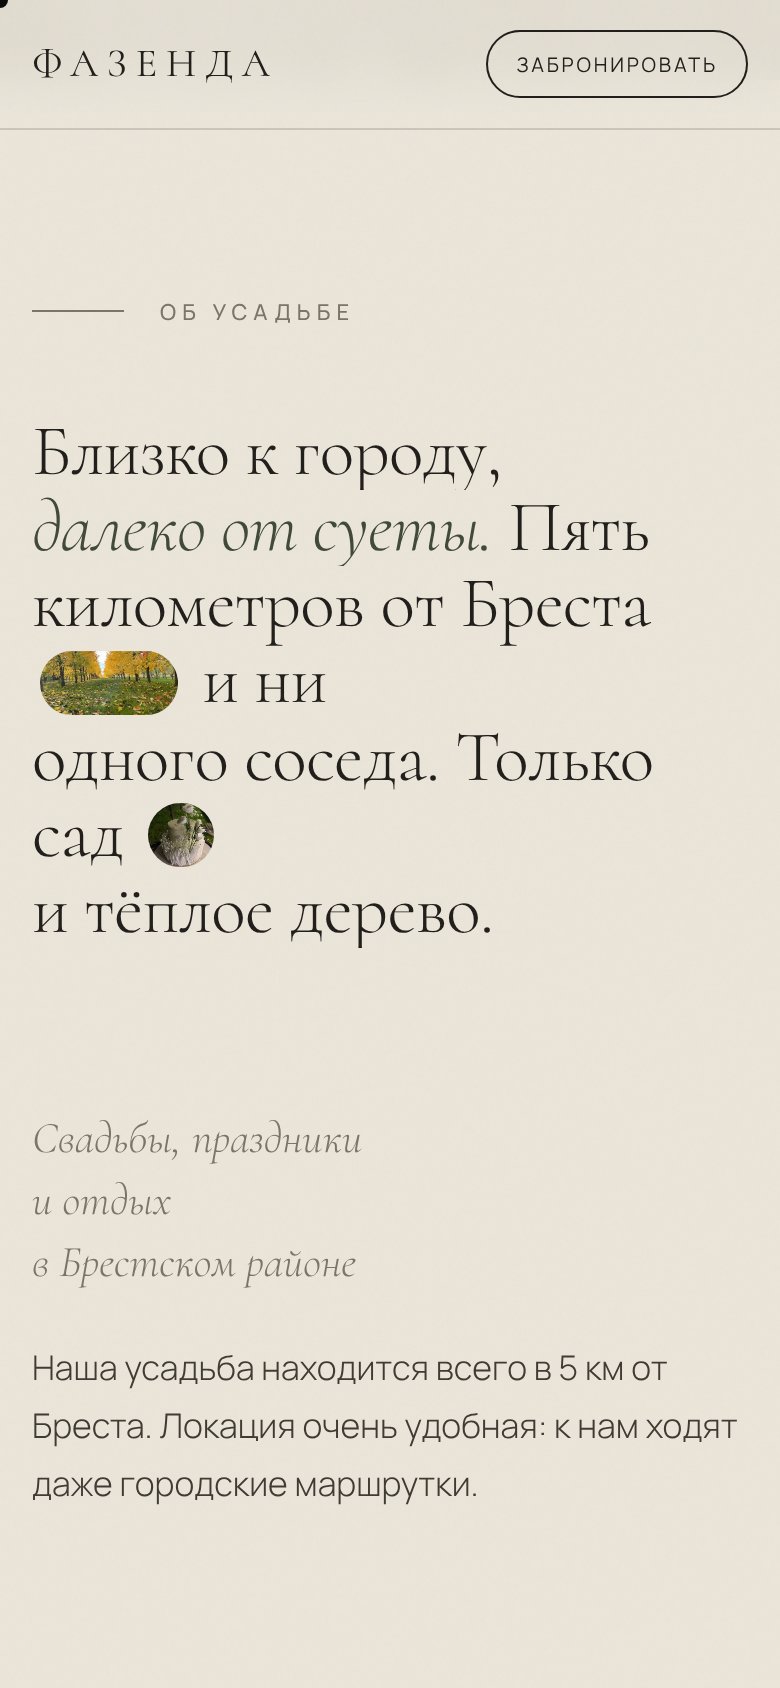 ФАЗЕНДА
ЗАБРОНИРОВАТЬ
ОБ УСАДЬБЕ
Близко к городу,
далеко от суеты. Пять
километров от Бреста
и ни
одного соседа. Только
сад
и тёплое дерево.
Свадьбы, праздники
и отдых
в Брестском районе
Наша усадьба находится всего в 5 км от
Бреста. Локация очень удобная: к нам ходят
даже городские маршрутки.